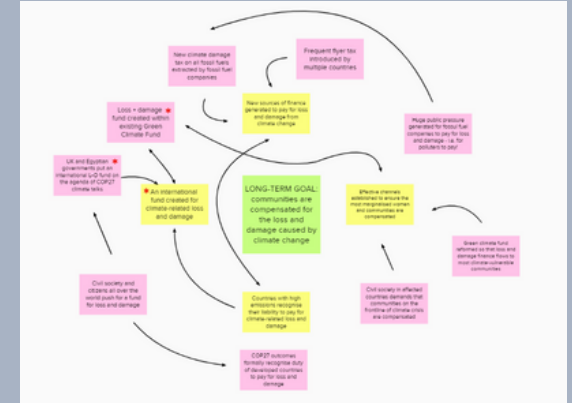 New climate damage
tax on all fossil fuels
extracted by fossil fuel
companies
Frequent flyer tax
introduced by
multiple countries
New sources of finance
generated to pay for loss
and damage from
climate change
Loss + damage
fund created within
existing Green
Climate Fund
Huge public pressure
generated for fossil fuel
companies to pay for loss
and damage - i.e. for
polluters to pay!
UK and Egyptian
governments put an
international L+D fund on
the agenda of COP27
climate talks
An international
fund created for
climate-related loss
and damage
LONG-TERM GOAL:
communities are
compensated for
the loss and
damage caused by
climate change
Effective channels
established to ensure the
most marginalised women
and communities are
compensated
Green climate fund
reformed so that loss and
damage finance flows to
most climate-vulnerable
communities
Civil society and
citizens all over the
world push for a fund
for loss and damage
Countries with high
emissions recognise
their liability to pay for
climate-related loss and
damage
Civil society in affected
countries demands that
communities on the
frontline of climate crisis
are compensated
COP27 outcomes
formally recognise duty
of developed countries
to pay for loss and
damage